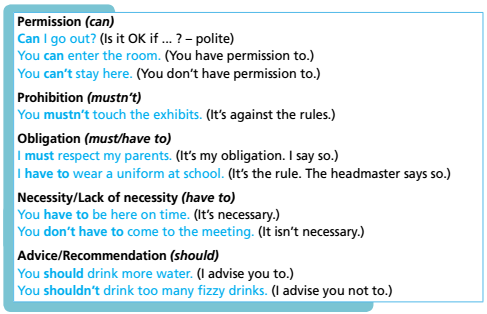 Permission (can)
Can I go out? (Is it OK if ... ? – polite)
You can enter the room. (You have permission to.)
You can't stay here. (You don't have permission to.)
Prohibition (mustn't)
You mustn't touch the exhibits. (It's against the rules.)
Obligation (must/have to)
I must respect my parents. (It's my obligation. I say so.)
I have to wear a uniform at school. (It's the rule. The headmaster says so.)
Necessity/Lack of necessity (have to)
You have to be here on time. (It's necessary.)
You don't have to come to the meeting. (It isn't necessary.)
Advice/Recommendation (should)
You should drink more water. (I advise you to.)
You shouldn't drink too many fizzy drinks. (I advise you not to.)